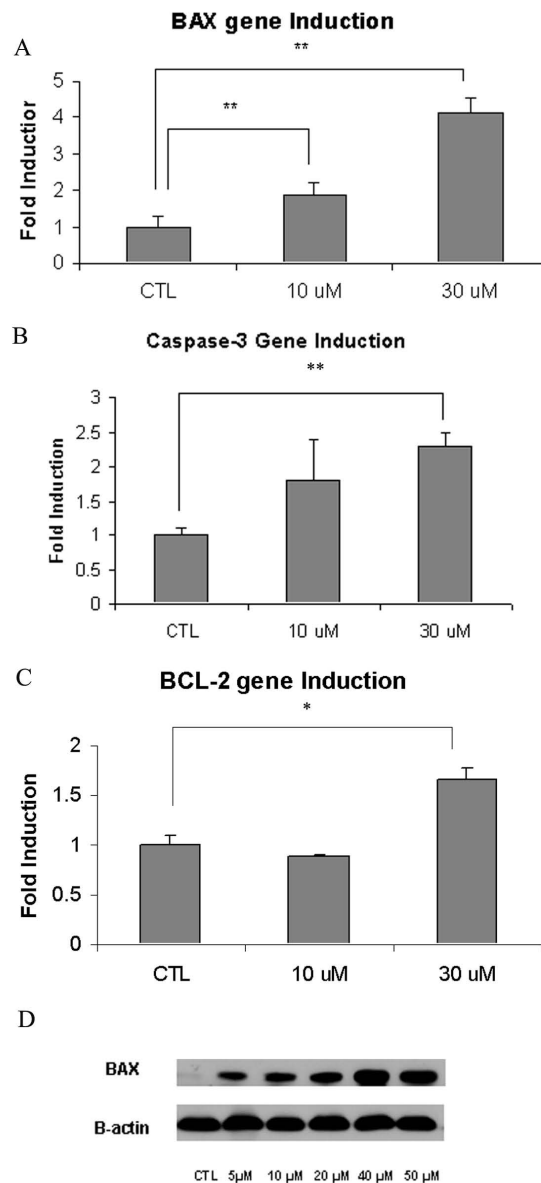 BAX gene Induction
A
**
**
5
4
3
2
1
0
Fold Inductior
CTL 10 uM 30 uM
B
Caspase-3 Gene Induction
**
3
2.5
2
1.5
1
0.5
0
Fold Induction
CTL 10 uM 30 uM
C
BCL-2 gene Induction
*
2
1.5
1
0.5
0
Fold Induction
CTL 10 uM 30 uM
D
BAX
B-actin
CTL 5µM 10 µM 20 µM 40 µM 50 µM